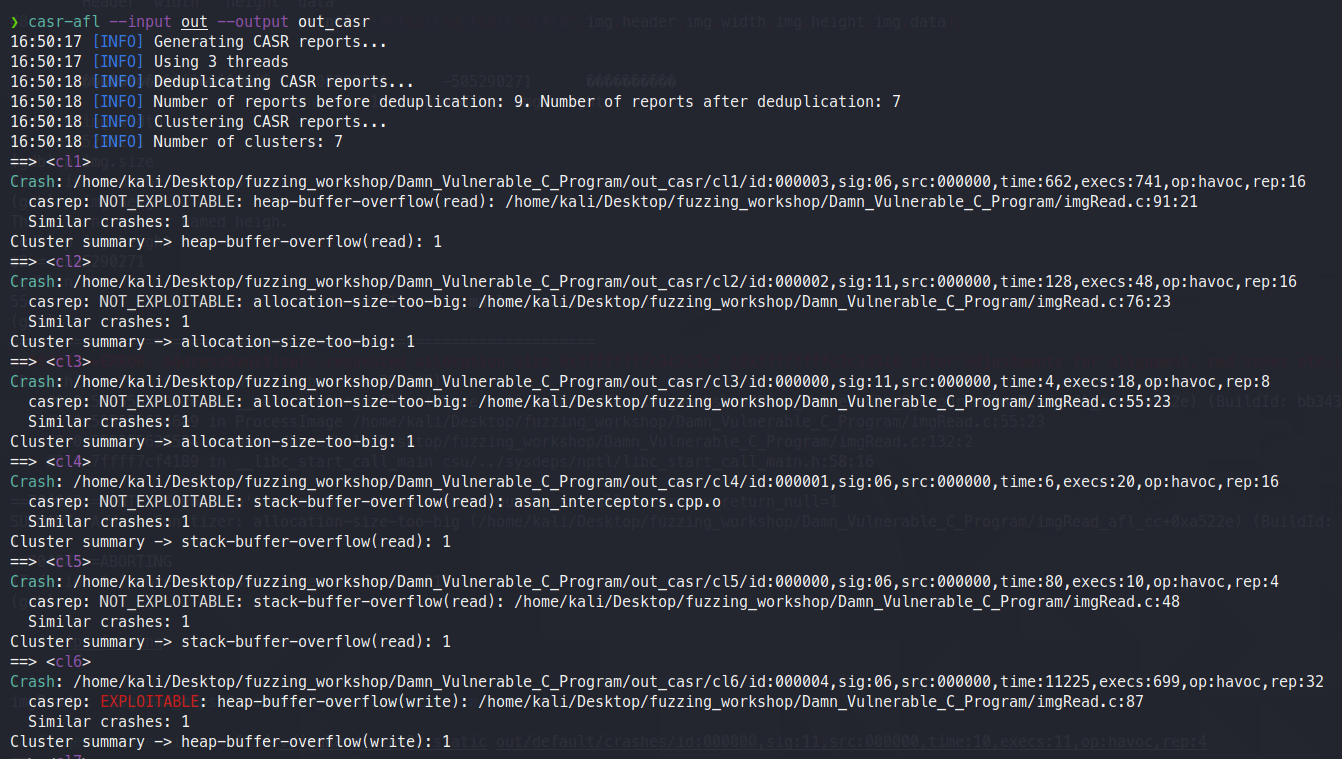 ❯ casr-afl --input out --output out_casr
16:50:17 [INFO] Generating CASR reports...
16:50:17 [INFO] Using 3 threads
16:50:18 [INFO] Deduplicating CASR reports...
16:50:18 [INFO] Number of reports before deduplication: 9. Number of reports after deduplication: 7
16:50:18 [INFO] Clustering CASR reports...
16:50:18 [INFO] Number of clusters: 7
==> <cl1>
Crash: /home/kali/Desktop/fuzzing_workshop/Damn_Vulnerable_C_Program/out_casr/cl1/id:000003,sig:06,src:000000,time:662,execs:741,op:havoc,rep:16
  casrep: NOT_EXPLOITABLE: heap-buffer-overflow(read): /home/kali/Desktop/fuzzing_workshop/Damn_Vulnerable_C_Program/imgRead.c:91:21
  Similar crashes: 1
Cluster summary -> heap-buffer-overflow(read): 1
==> <cl2>
Crash: /home/kali/Desktop/fuzzing_workshop/Damn_Vulnerable_C_Program/out_casr/cl2/id:000002,sig:11,src:000000,time:128,execs:48,op:havoc,rep:16
  casrep: NOT_EXPLOITABLE: allocation-size-too-big: /home/kali/Desktop/fuzzing_workshop/Damn_Vulnerable_C_Program/imgRead.c:76:23
  Similar crashes: 1
Cluster summary -> allocation-size-too-big: 1
==> <cl3>
Crash: /home/kali/Desktop/fuzzing_workshop/Damn_Vulnerable_C_Program/out_casr/cl3/id:000000,sig:11,src:000000,time:4,execs:18,op:havoc,rep:8
  casrep: NOT_EXPLOITABLE: allocation-size-too-big: /home/kali/Desktop/fuzzing_workshop/Damn_Vulnerable_C_Program/imgRead.c:55:23
  Similar crashes: 1
Cluster summary -> allocation-size-too-big: 1
==> <cl4>
Crash: /home/kali/Desktop/fuzzing_workshop/Damn_Vulnerable_C_Program/out_casr/cl4/id:000001,sig:06,src:000000,time:6,execs:20,op:havoc,rep:16
  casrep: NOT_EXPLOITABLE: stack-buffer-overflow(read): asan_interceptors.cpp.o
  Similar crashes: 1
Cluster summary -> stack-buffer-overflow(read): 1
==> <cl5>
Crash: /home/kali/Desktop/fuzzing_workshop/Damn_Vulnerable_C_Program/out_casr/cl5/id:000000,sig:06,src:000000,time:80,execs:10,op:havoc,rep:4
  casrep: NOT_EXPLOITABLE: stack-buffer-overflow(read): /home/kali/Desktop/fuzzing_workshop/Damn_Vulnerable_C_Program/imgRead.c:48
  Similar crashes: 1
Cluster summary -> stack-buffer-overflow(read): 1
==> <cl6>
Crash: /home/kali/Desktop/fuzzing_workshop/Damn_Vulnerable_C_Program/out_casr/cl6/id:000004,sig:06,src:000000,time:11225,execs:699,op:havoc,rep:32
  casrep: EXPLOITABLE: heap-buffer-overflow(write): /home/kali/Desktop/fuzzing_workshop/Damn_Vulnerable_C_Program/imgRead.c:87
  Similar crashes: 1
Cluster summary -> heap-buffer-overflow(write): 1